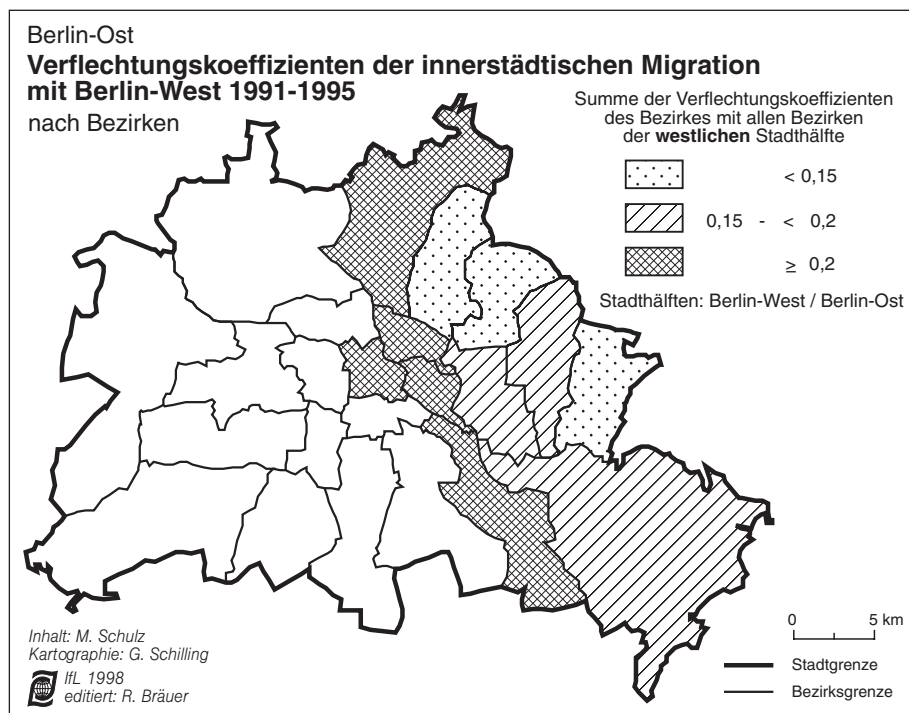 Berlin-Ost
Verflechtungskoeffizienten der innerstädtischen Migration
mit Berlin-West 1991-1995
nach Bezirken
Summe der Verflechtungskoeffizienten
des Bezirkes mit allen Bezirken
der westlichen Stadthälfte
< 0,15
0,15 - < 0,2
≥ 0,2
Stadthälften: Berlin-West / Berlin-Ost
0 5 km
Stadtgrenze
Bezirksgrenze
Inhalt: M. Schulz
Kartographie: G. Schilling
IfL 1998
editiert: R. Bräuer